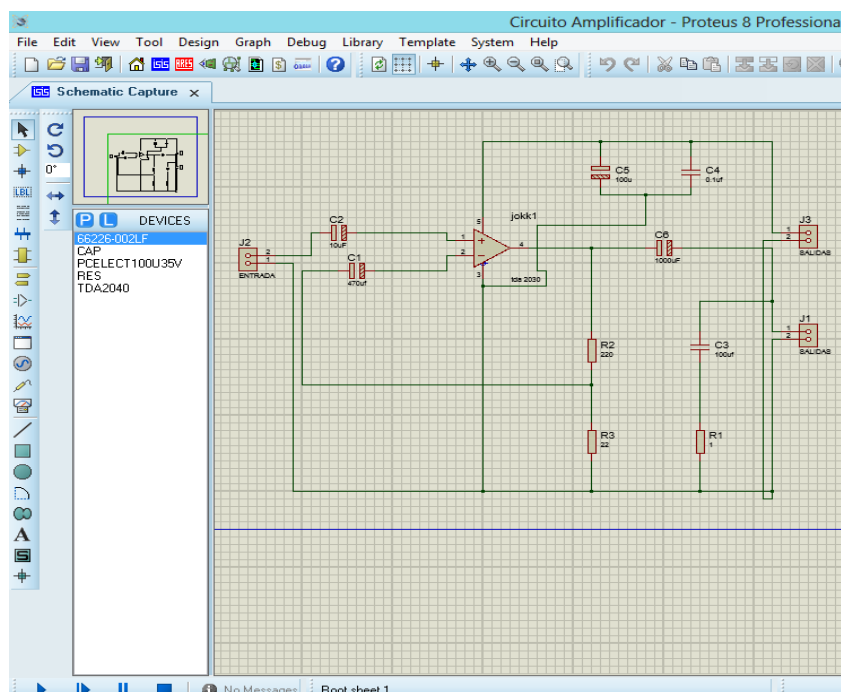 Circuito Amplificador - Proteus 8 Professiona
File Edit View Tool Design Graph Debug Library Template System Help
Schematic Capture x
0°
LBL
P L DEVICES
66226-002LF
CAP
PCELECT100U35V
RES
TDA2040
A
S
J2
2
1
ENTRADA
C2
10uF
C1
470uf
jokk1
5
1
2
4
3
tda 2030
C5
100u
C4
0.1uf
C6
1000uF
J3
1
2
SALIDAS
J1
1
2
SALIDAS
R2
220
C3
100uf
R3
22
R1
1
No Messages
Root sheet 1